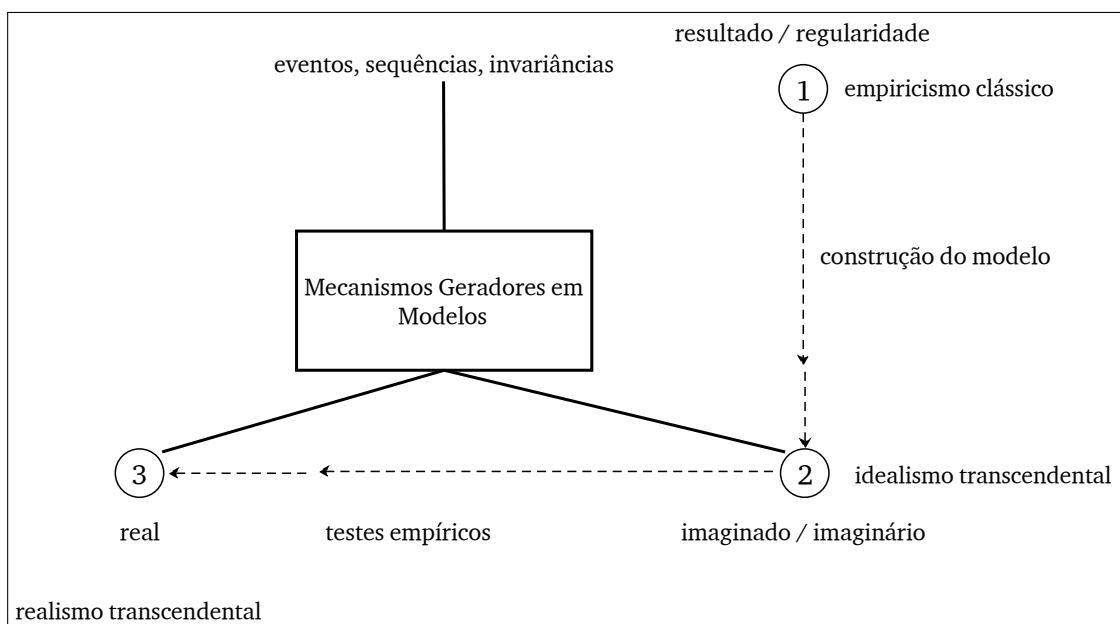 resultado / regularidade
eventos, sequências, invariâncias
1 empiricismo clássico
construção do modelo
Mecanismos Geradores em
Modelos
3
2 idealismo transcendental
real
testes empíricos
imaginado / imaginário
realismo transcendental